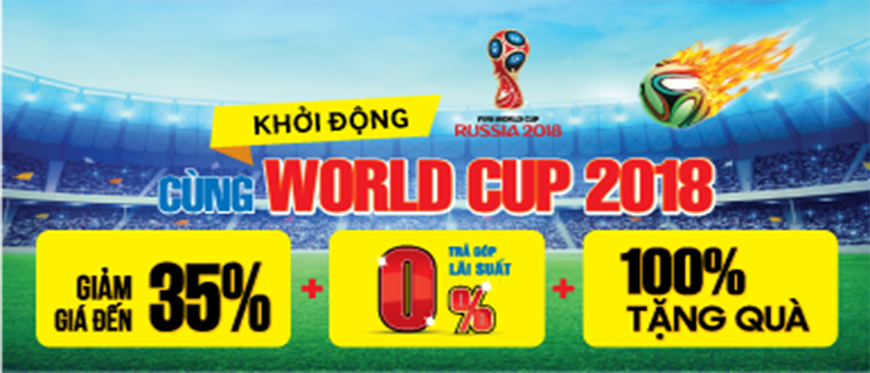 KHỞI ĐỘNG
FIFA WORLD CUP
RUSSIA 2018
CÙNG WORLD CUP 2018
GIẢM
GIÁ ĐẾN 35%
+
TRẢ GÓP
LÃI SUẤT
0%
+
100%
TẶNG QUÀ